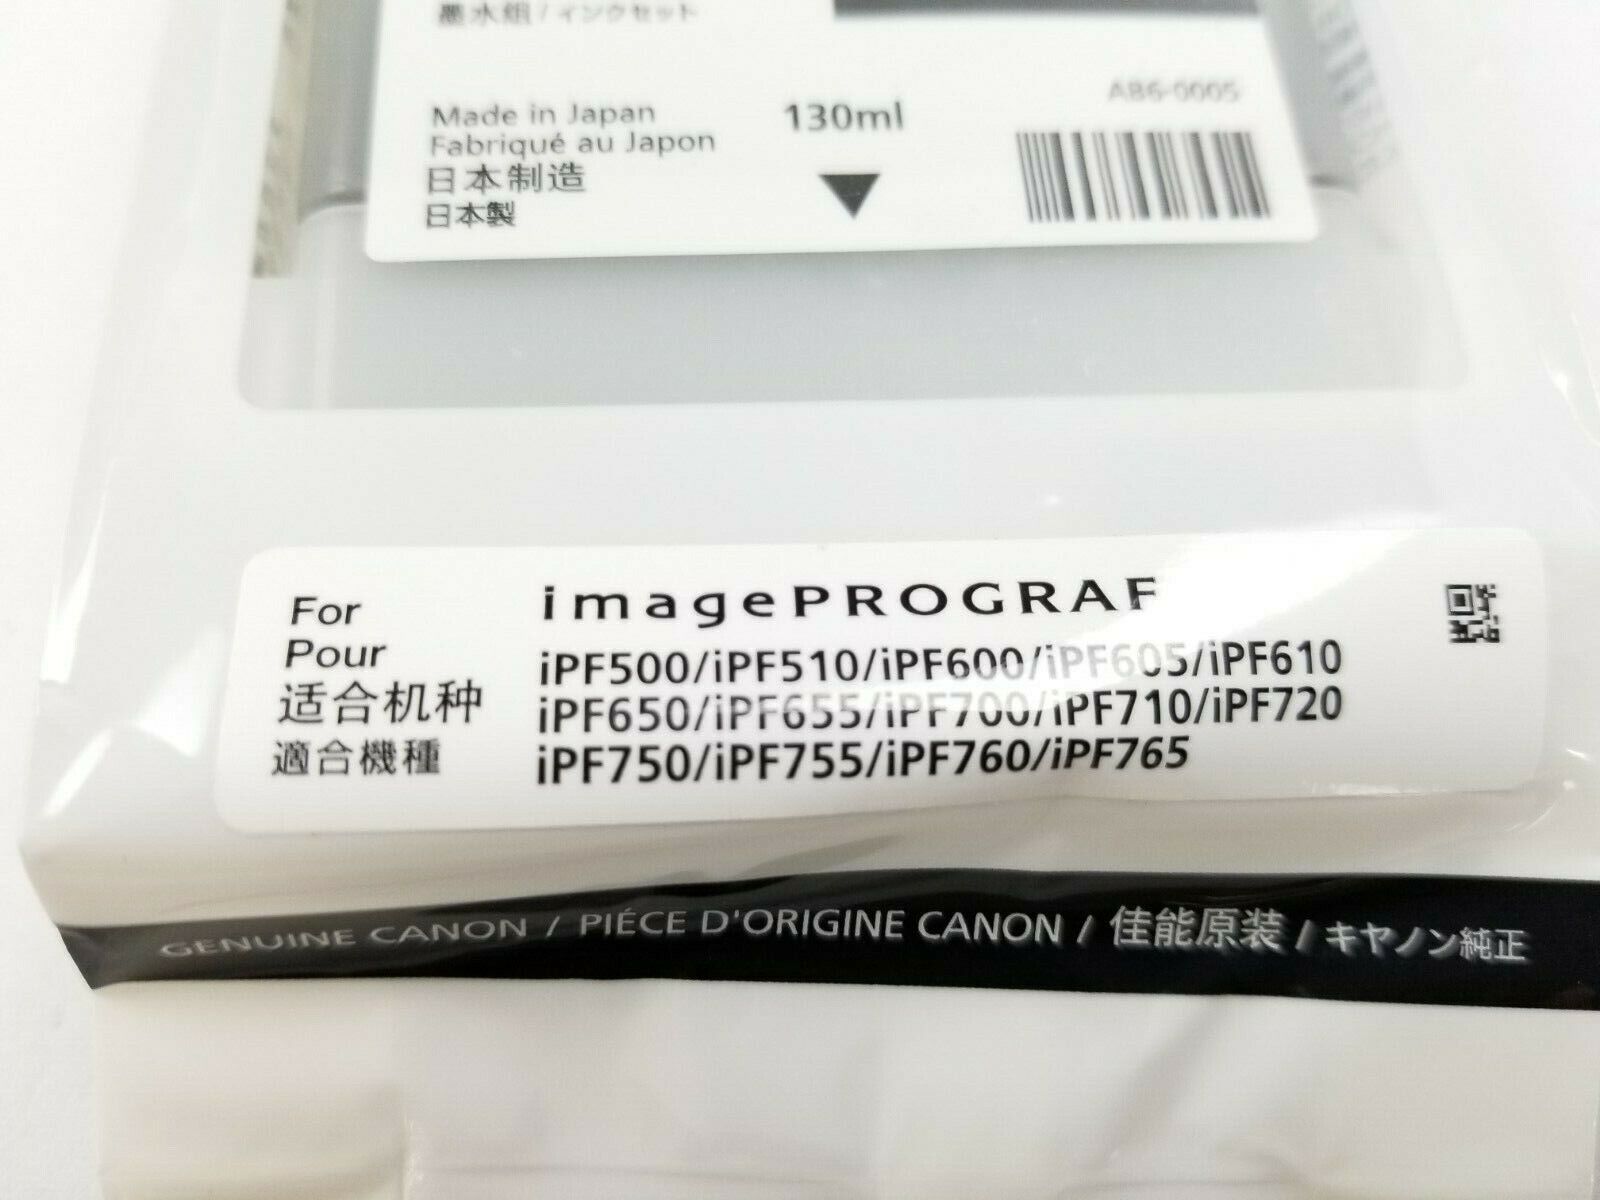 墨水组/インクセット
Made in Japan
Fabriqué au Japon
日本制造
日本製
130ml
AB6-0005
For
Pour
适合机种
適合機種
imagePROGRAF
iPF500/iPF510/iPF600/iPF605/iPF610
iPF650/iPF655/iPF700/iPF710/iPF720
iPF750/iPF755/iPF760/iPF765
GENUINE CANON / PIÉCE D'ORIGINE CANON / 佳能原装 / キヤノン純正